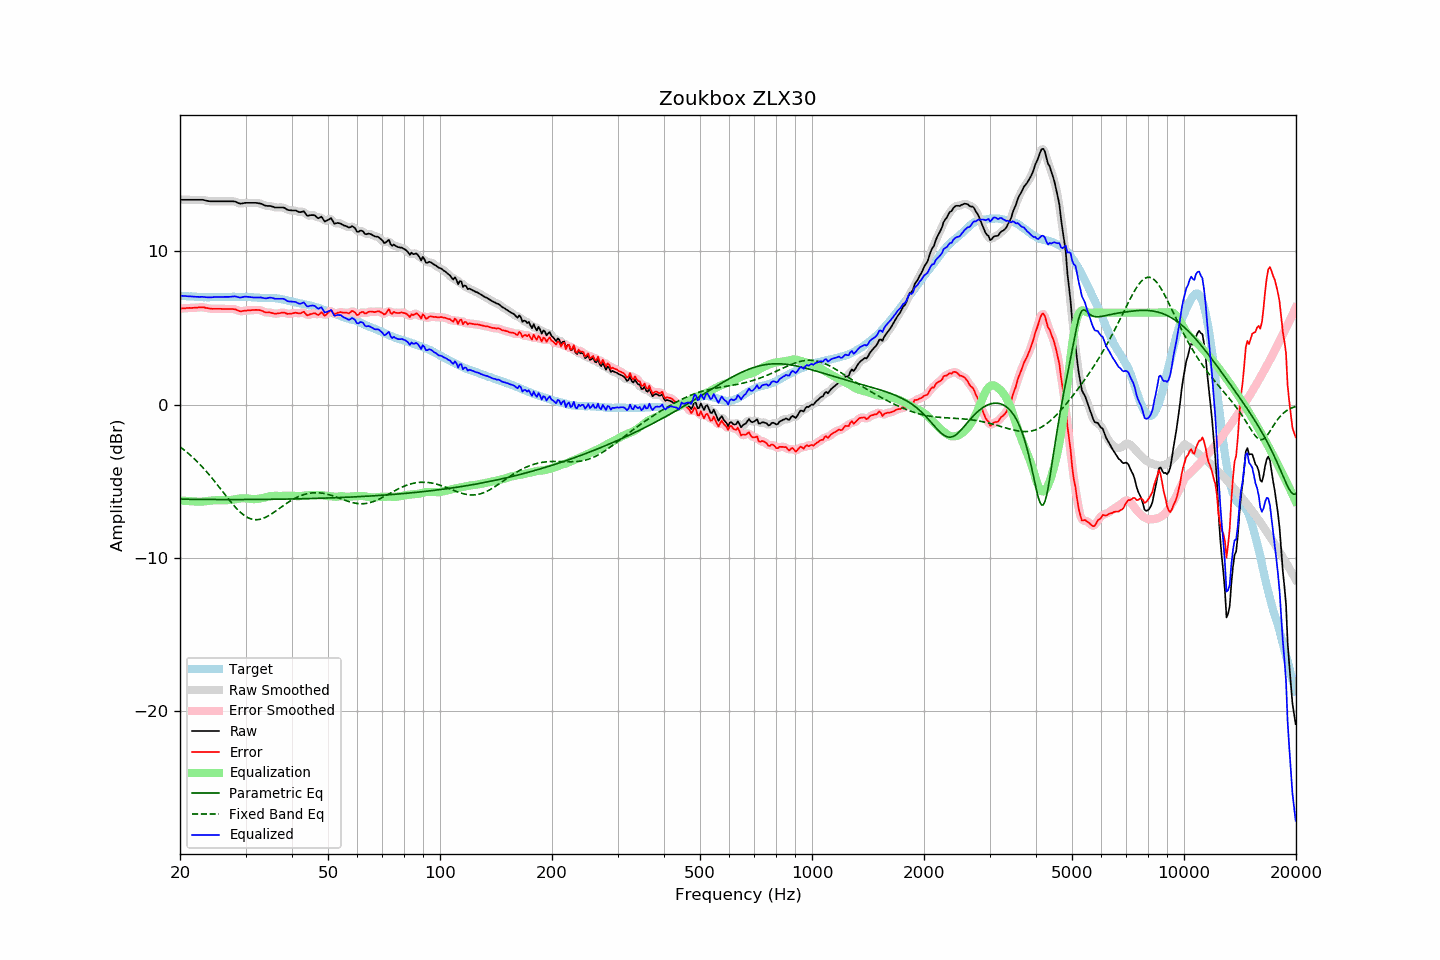 Zoukbox ZLX30
Amplitude (dBr)
10
0
−10
−20
Target
Raw Smoothed
Error Smoothed
Raw
Error
Equalization
Parametric Eq
Fixed Band Eq
Equalized
20 50 100 200 500 1000 2000 5000 10000 20000
Frequency (Hz)